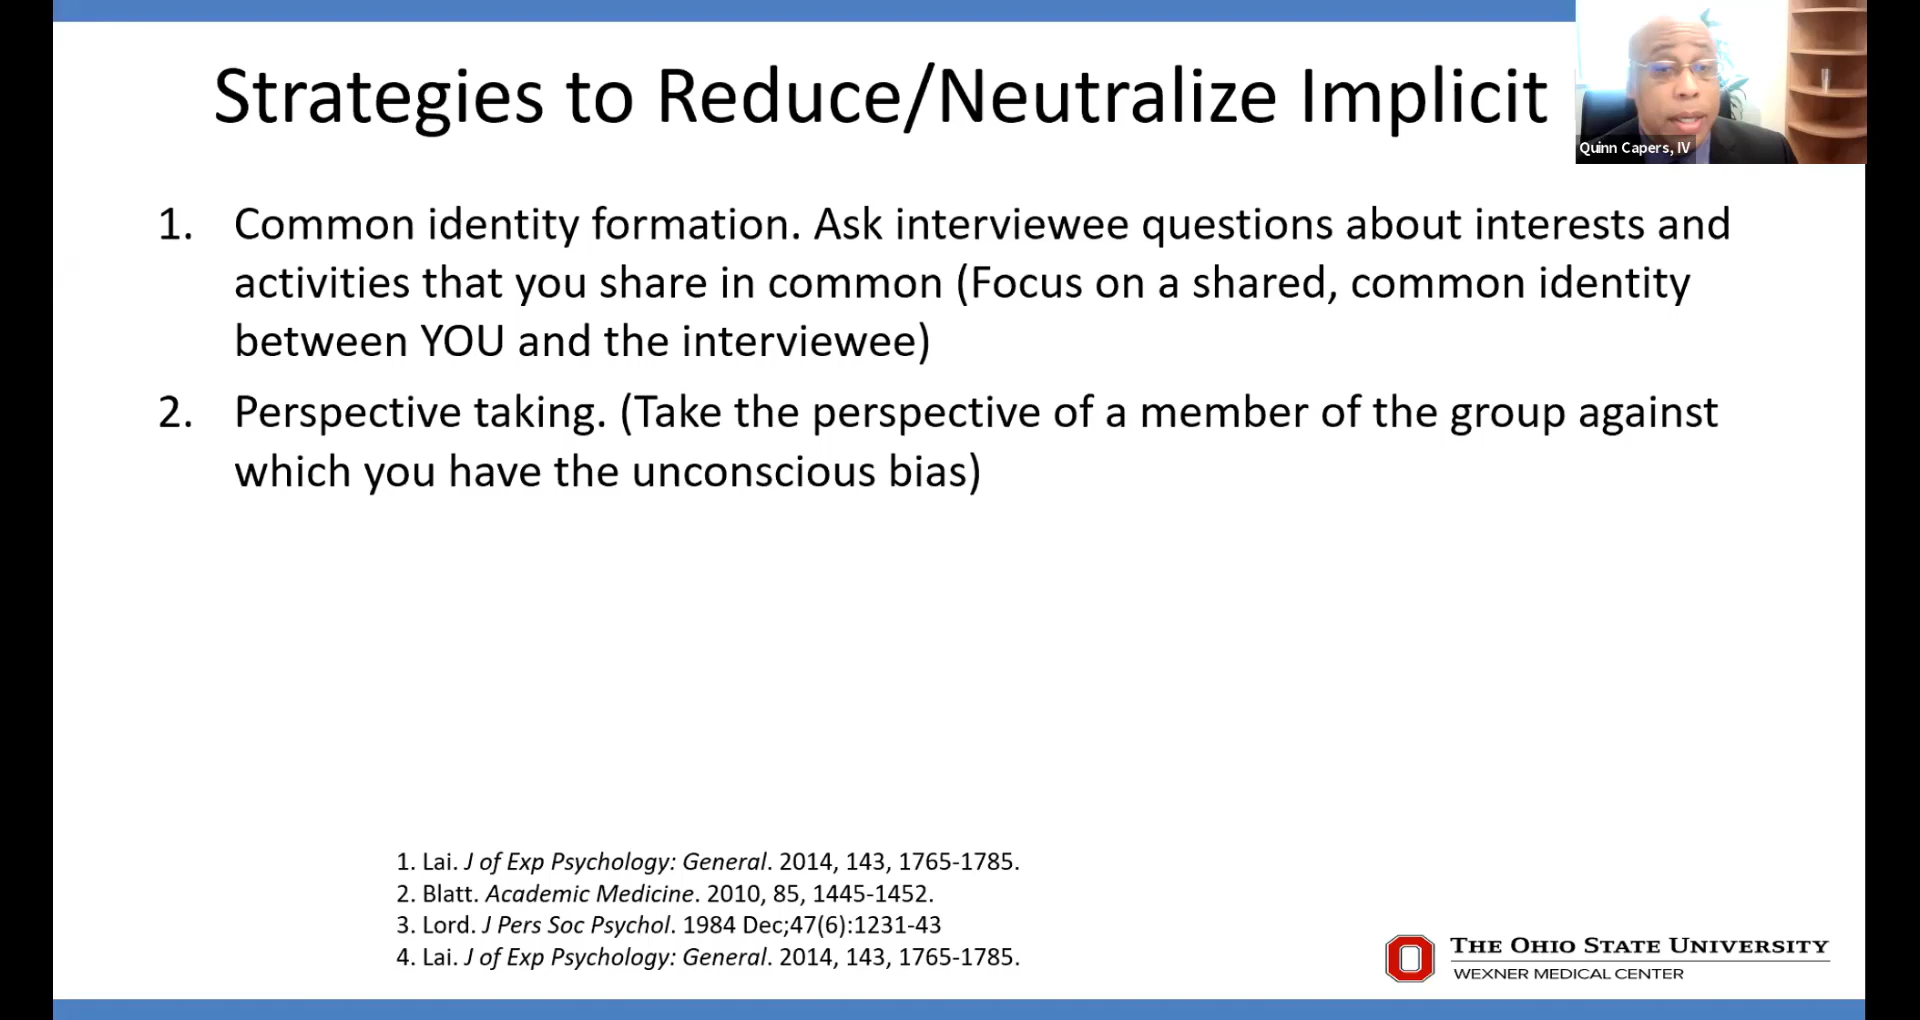 Strategies to Reduce/Neutralize Implicit
Quinn Capers, IV
1. Common identity formation. Ask interviewee questions about interests and
activities that you share in common (Focus on a shared, common identity
between YOU and the interviewee)
2. Perspective taking. (Take the perspective of a member of the group against
which you have the unconscious bias)
1. Lai. J of Exp Psychology: General. 2014, 143, 1765-1785.
2. Blatt. Academic Medicine. 2010, 85, 1445-1452.
3. Lord. J Pers Soc Psychol. 1984 Dec;47(6):1231-43
4. Lai. J of Exp Psychology: General. 2014, 143, 1765-1785.
THE OHIO STATE UNIVERSITY
WEXNER MEDICAL CENTER